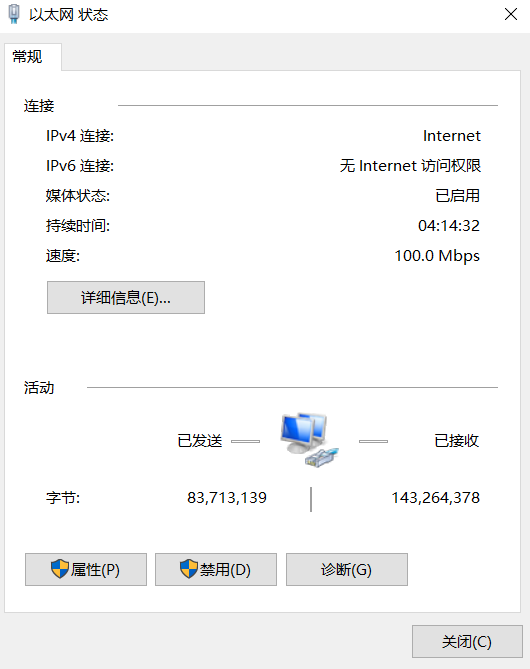 以太网 状态
常规
连接
IPv4 连接: Internet
IPv6 连接: 无 Internet 访问权限
媒体状态: 已启用
持续时间: 04:14:32
速度: 100.0 Mbps
详细信息(E)...
活动
已发送 已接收
字节: 83,713,139 143,264,378
属性(P) 禁用(D) 诊断(G)
关闭(C)